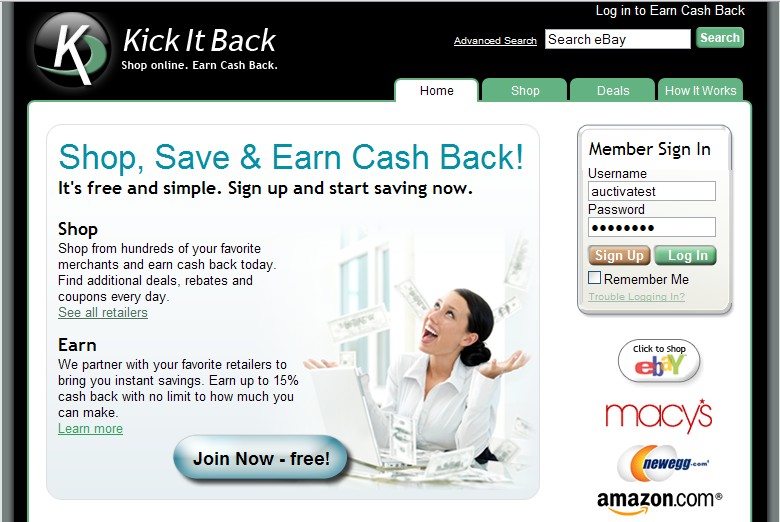 Log in to Earn Cash Back
K
Kick It Back
Shop online. Earn Cash Back.
Advanced Search
Search eBay
Search
Home
Shop
Deals
How It Works
Shop, Save & Earn Cash Back!
It's free and simple. Sign up and start saving now.
Shop
Shop from hundreds of your favorite
merchants and earn cash back today.
Find additional deals, rebates and
coupons every day.
See all retailers
Earn
We partner with your favorite retailers to
bring you instant savings. Earn up to 15%
cash back with no limit to how much you
can make.
Learn more
Join Now - free!
Member Sign In
Username
auctivatest
Password
●●●●●●●●
Sign Up
Log In
Remember Me
Trouble Logging In?
Click to Shop
ebay
macy's
newegg.com
amazon.com®